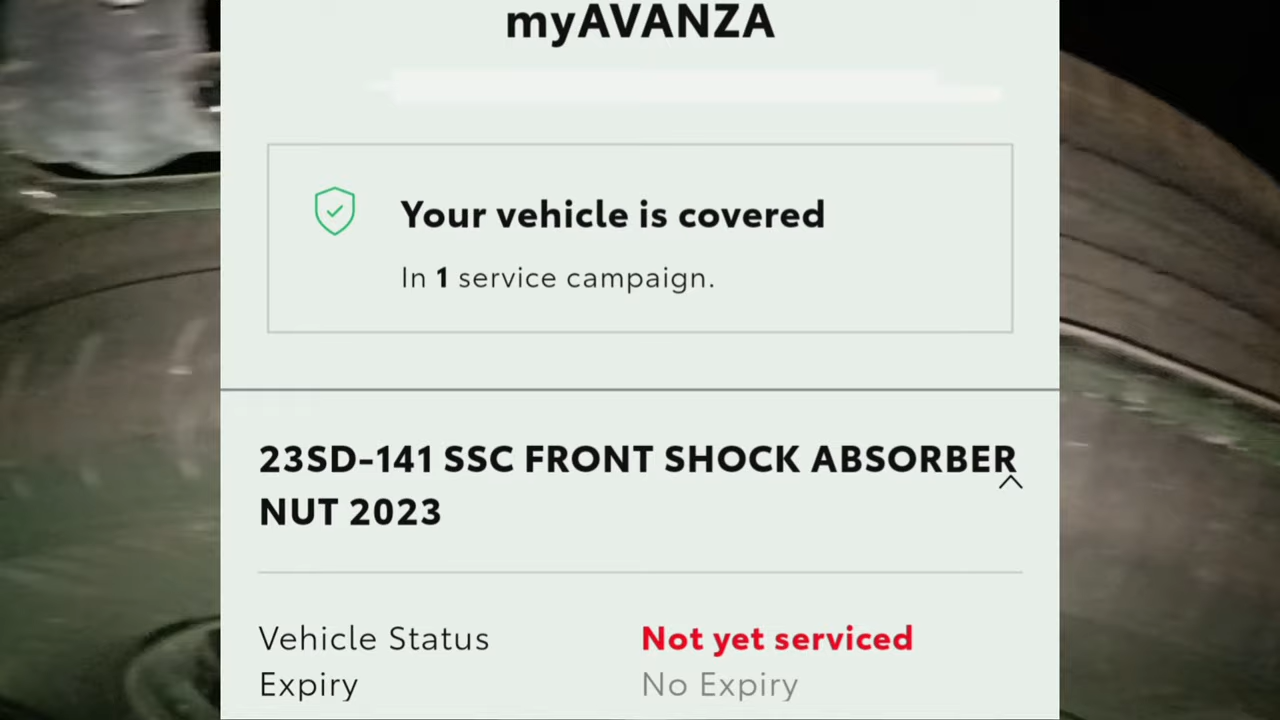 myAVANZA
Your vehicle is covered
In 1 service campaign.
23SD-141 SSC FRONT SHOCK ABSORBER
NUT 2023
Vehicle Status Not yet serviced
Expiry No Expiry